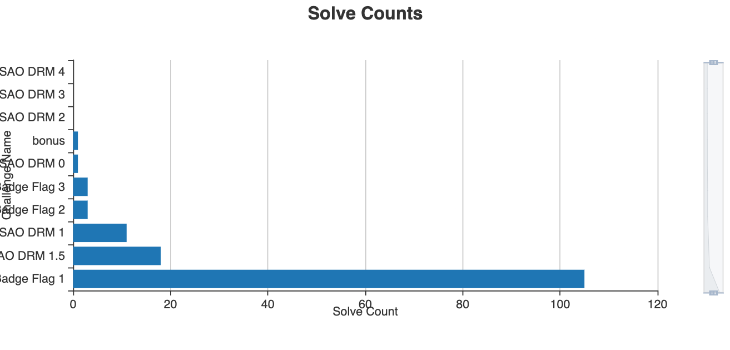 Solve Counts
SAO DRM 4
SAO DRM 3
SAO DRM 2
bonus
SAO DRM 0
Badge Flag 3
Badge Flag 2
SAO DRM 1
SAO DRM 1.5
Badge Flag 1
Challenge Name
0 20 40 60 80 100 120
Solve Count